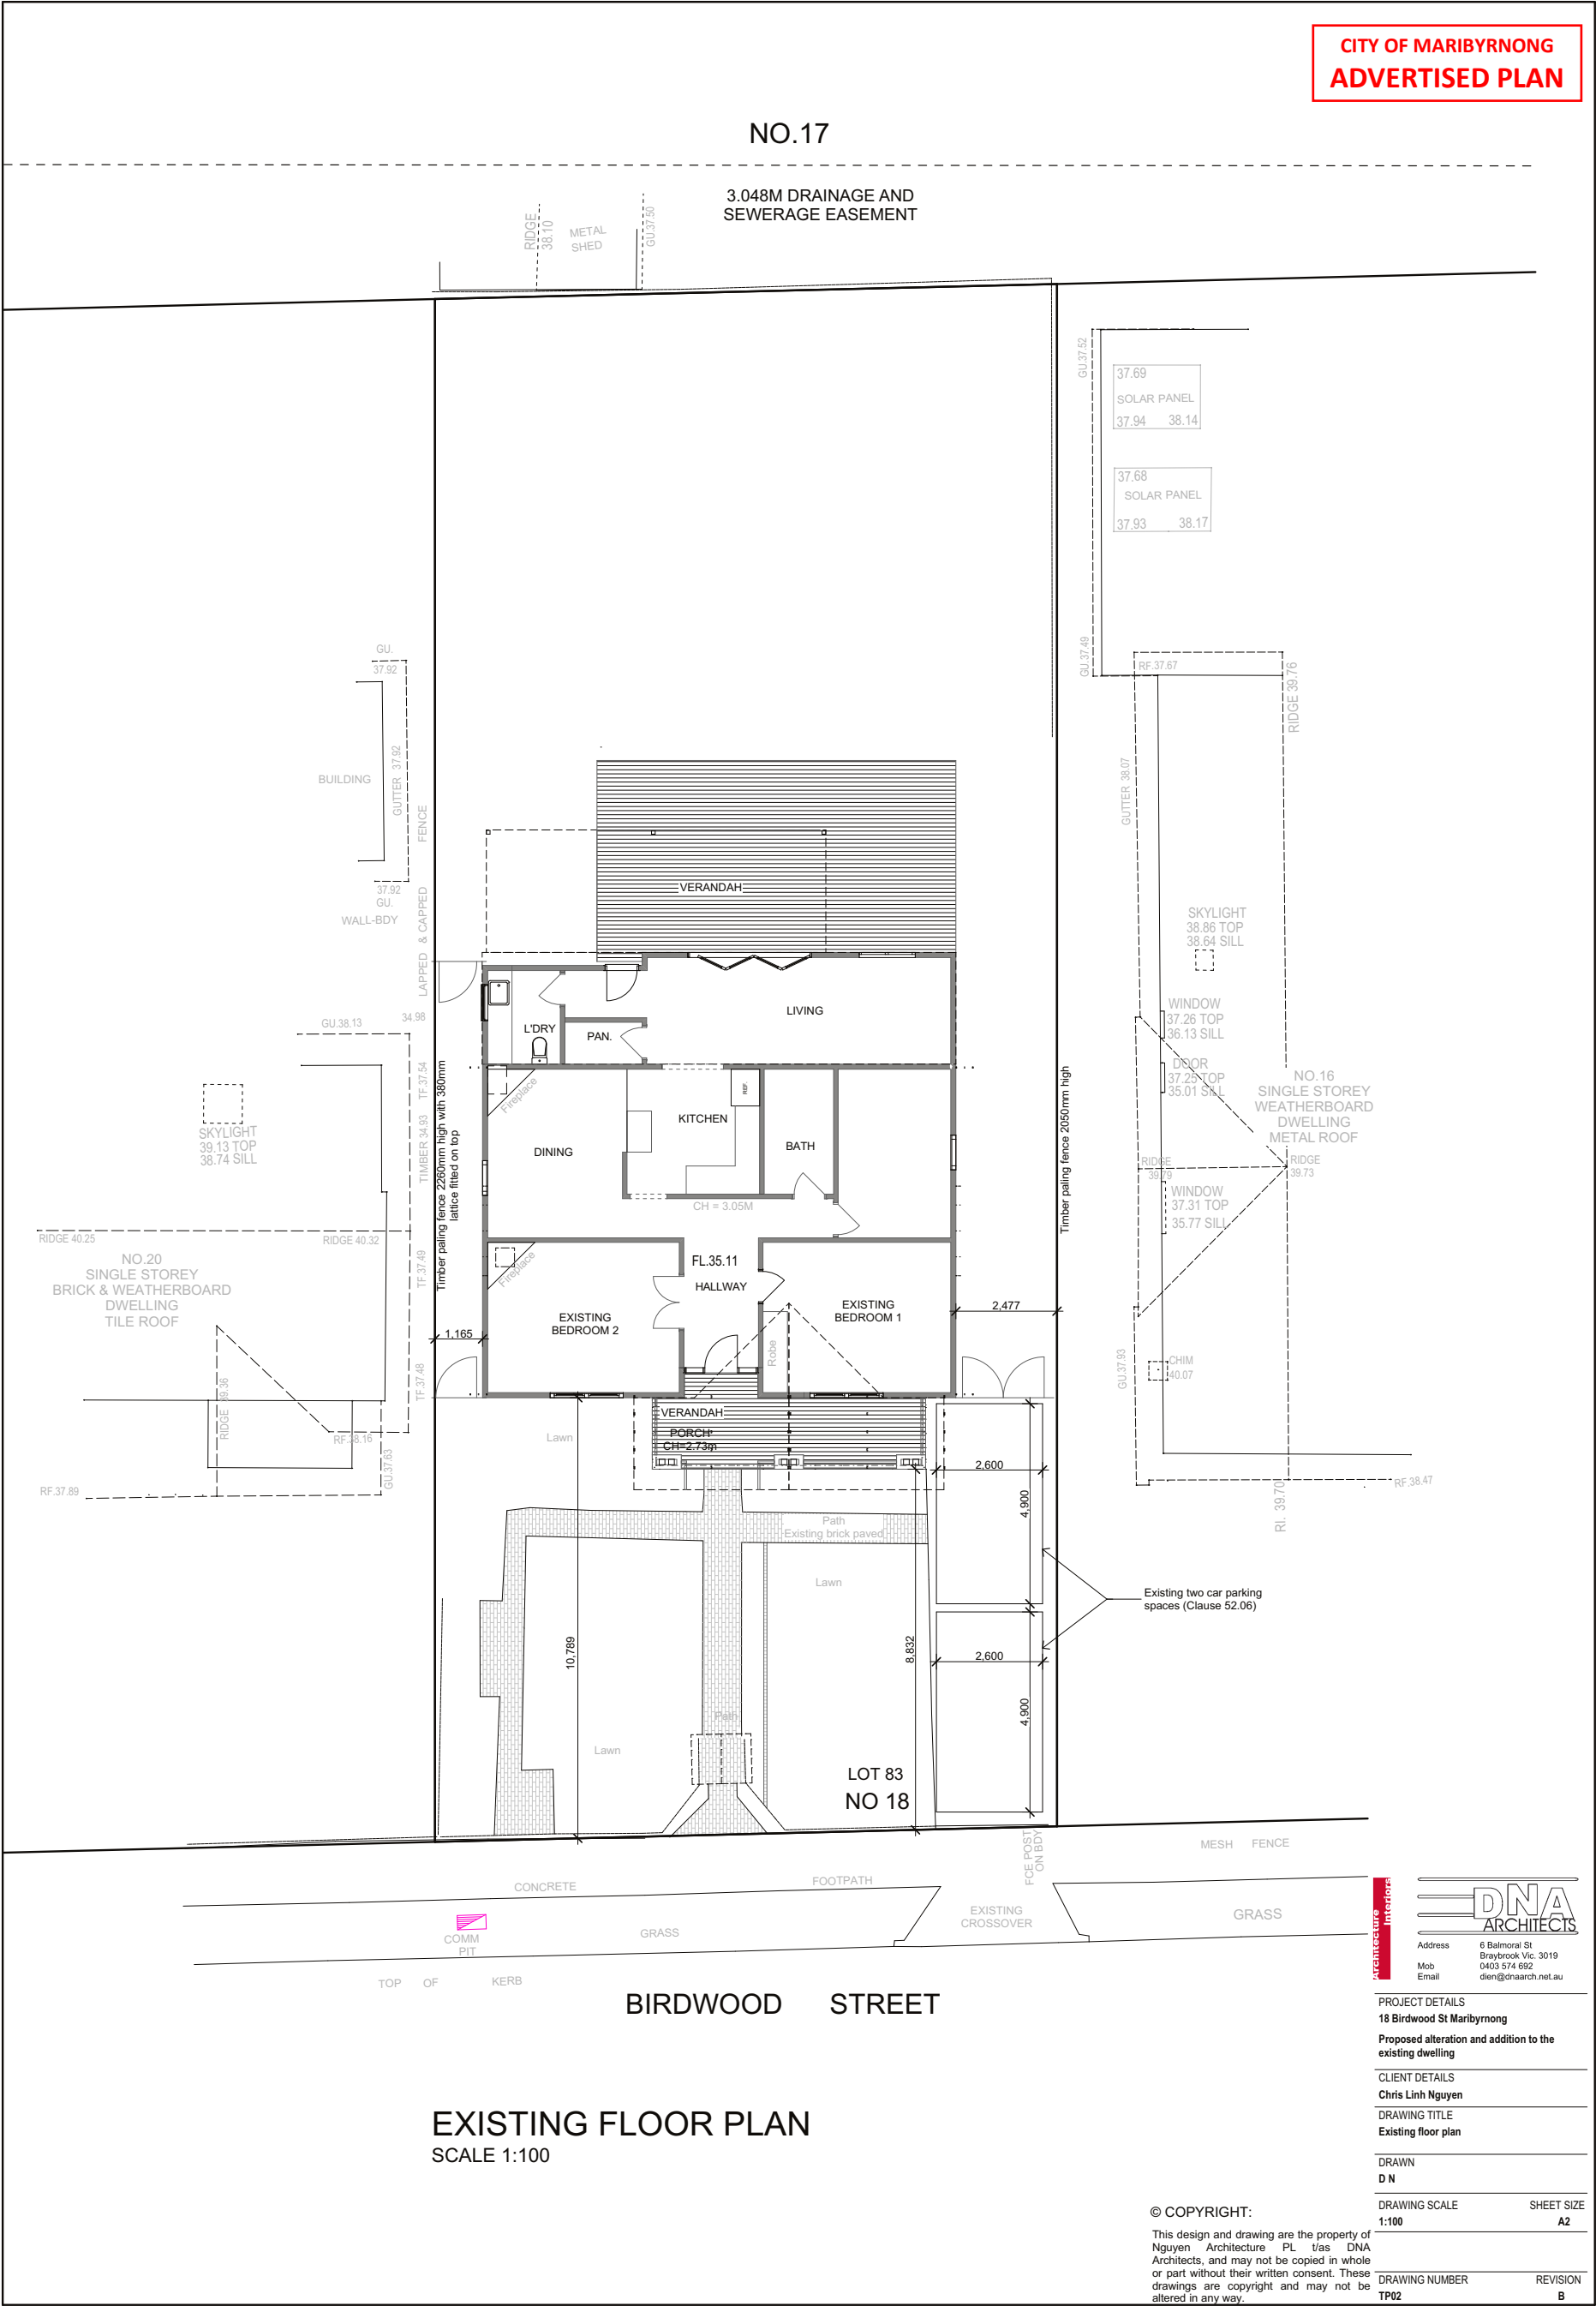 CITY OF MARIBYRNONG
ADVERTISED PLAN
NO.17
3.048M DRAINAGE AND
SEWERAGE EASEMENT
RIDGE
38.10
METAL
SHED
GU.37.50
GU.37.52
37.69
SOLAR PANEL
37.94 38.14
37.68
SOLAR PANEL
37.93 38.17
GU.37.49
RF.37.67
RIDGE 39.76
GU.
37.92
BUILDING
GUTTER 37.92
37.92
GU.
WALL-BDY
LAPPED & CAPPED FENCE
GUTTER 38.07
VERANDAH
SKYLIGHT
38.86 TOP
38.64 SILL
WINDOW
37.26 TOP
36.13 SILL
DOOR
37.25 TOP
35.01 SILL
NO.16
SINGLE STOREY
WEATHERBOARD
DWELLING
METAL ROOF
RIDGE
39.79
RIDGE
39.73
WINDOW
37.31 TOP
35.77 SILL
GU.38.13
34.98
SKYLIGHT
39.13 TOP
38.74 SILL
TIMBER 34.93 TF.37.54
Timber paling fence 2260mm high with 380mm
lattice fitted on top
LIVING
L'DRY
PAN.
Fireplace
REF.
KITCHEN
DINING
BATH
CH = 3.05M
Timber paling fence 2050mm high
RIDGE 40.25
RIDGE 40.32
NO.20
SINGLE STOREY
BRICK & WEATHERBOARD
DWELLING
TILE ROOF
TF.37.49
TF.37.48
Fireplace
FL.35.11
HALLWAY
EXISTING
BEDROOM 2
EXISTING
BEDROOM 1
Robe
1,165
2,477
GU.37.93
CHIM
40.07
RIDGE 39.36
RF.38.16
GU.37.63
RF.37.89
Lawn
VERANDAH
PORCH
CH=2.73m
2,600
4,900
RF.38.47
RI. 39.70
Path
Existing brick paved
Lawn
Existing two car parking
spaces (Clause 52.06)
10,789
8,832
2,600
4,900
Path
Lawn
LOT 83
NO 18
FCE POST
ON BDY
MESH FENCE
CONCRETE
FOOTPATH
EXISTING
CROSSOVER
GRASS
COMM
PIT
GRASS
TOP OF KERB
BIRDWOOD STREET
EXISTING FLOOR PLAN
SCALE 1:100
Architecture
Interiors
DNA
ARCHITECTS
Address 6 Balmoral St
Braybrook Vic. 3019
Mob 0403 574 692
Email dien@dnaarch.net.au
PROJECT DETAILS
18 Birdwood St Maribyrnong
Proposed alteration and addition to the
existing dwelling
CLIENT DETAILS
Chris Linh Nguyen
DRAWING TITLE
Existing floor plan
DRAWN
D N
DRAWING SCALE SHEET SIZE
1:100 A2
DRAWING NUMBER REVISION
TP02 B
© COPYRIGHT:
This design and drawing are the property of
Nguyen Architecture PL t/as DNA
Architects, and may not be copied in whole
or part without their written consent. These
drawings are copyright and may not be
altered in any way.